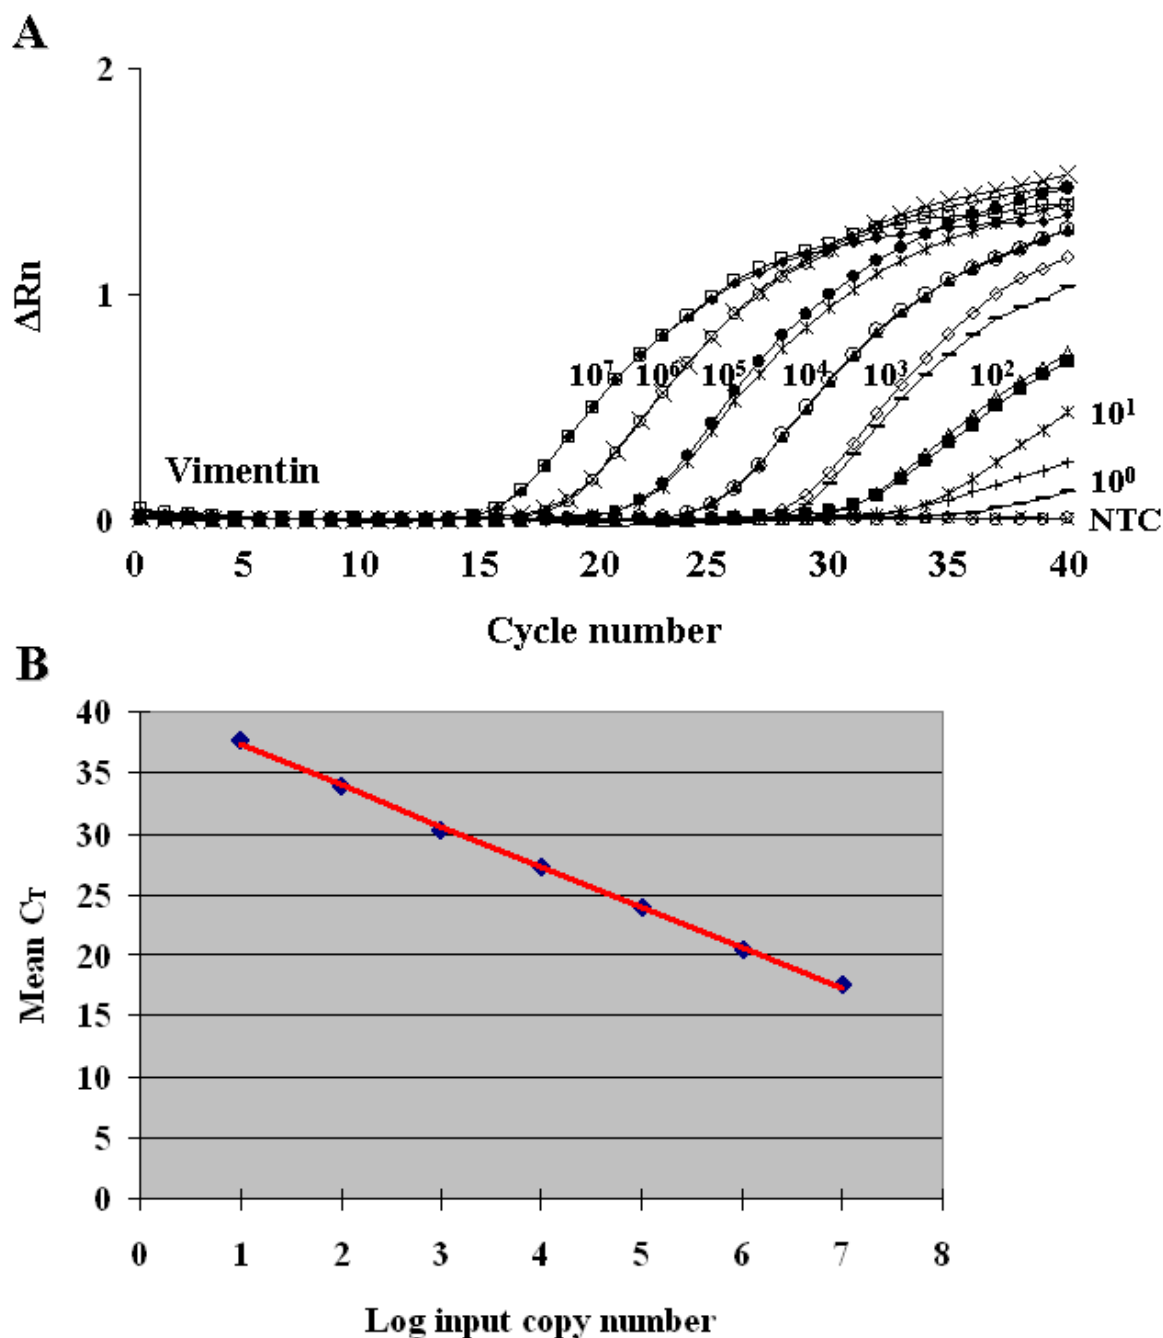 A
2
1
0
ΔRn
10⁷ 10⁶ 10⁵ 10⁴ 10³ 10²
10¹
10⁰
NTC
Vimentin
0 5 10 15 20 25 30 35 40
Cycle number
B
40
35
30
25
20
15
10
5
0
Mean C_T
0 1 2 3 4 5 6 7 8
Log input copy number